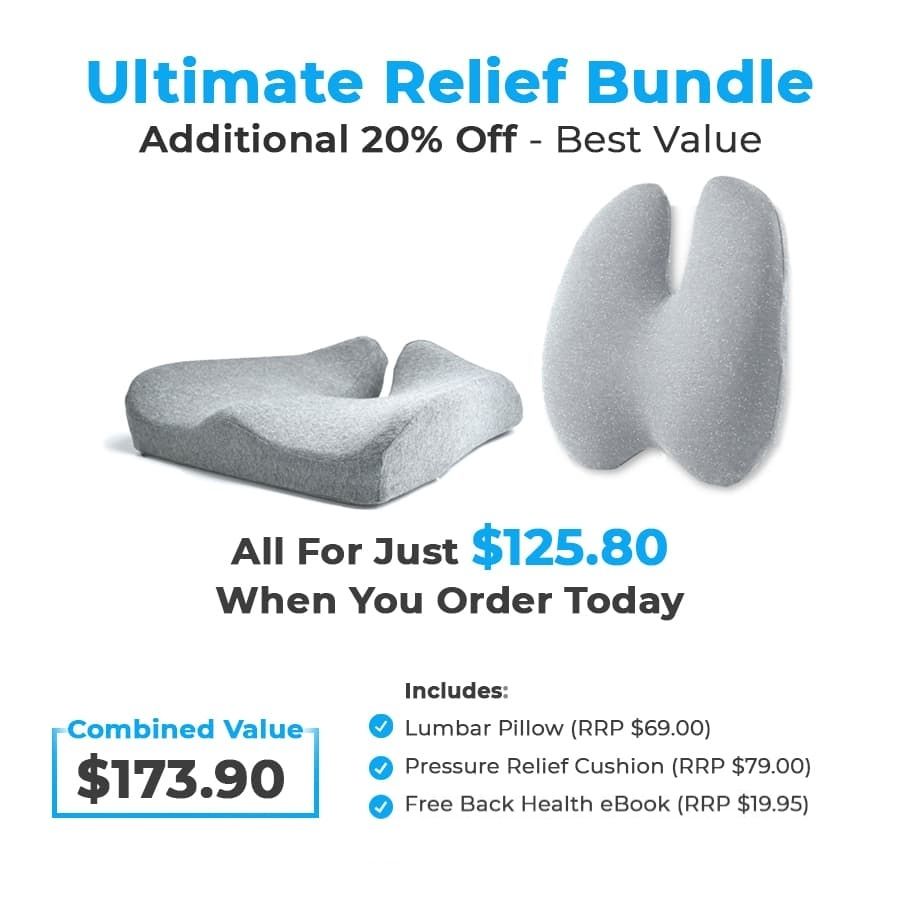 Ultimate Relief Bundle
Additional 20% Off - Best Value
All For Just $125.80
When You Order Today
Includes:
Combined Value
$173.90
Lumbar Pillow (RRP $69.00)
Pressure Relief Cushion (RRP $79.00)
Free Back Health eBook (RRP $19.95)